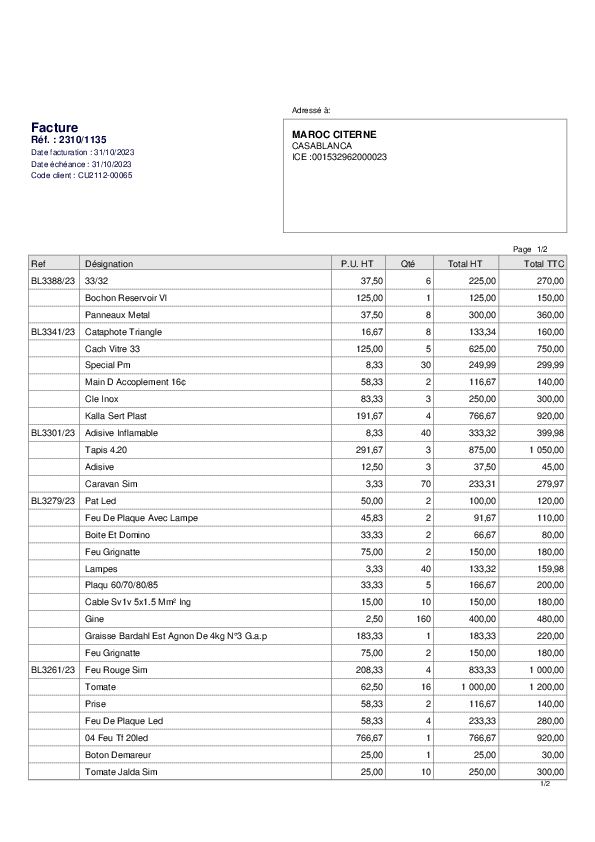 Adressé à:
Facture
Réf. : 2310/1135
Date facturation : 31/10/2023
Date échéance : 31/10/2023
Code client : CU2112-00065
MAROC CITERNE
CASABLANCA
ICE :001532962000023
Page 1/2
Ref Désignation P.U. HT Qté Total HT Total TTC
BL3388/23 33/32 37,50 6 225,00 270,00
Bochon Reservoir Vl 125,00 1 125,00 150,00
Panneaux Metal 37,50 8 300,00 360,00
BL3341/23 Cataphote Triangle 16,67 8 133,34 160,00
Cach Vitre 33 125,00 5 625,00 750,00
Special Pm 8,33 30 249,99 299,99
Main D Accoplement 16¢ 58,33 2 116,67 140,00
Cle Inox 83,33 3 250,00 300,00
Kalla Sert Plast 191,67 4 766,67 920,00
BL3301/23 Adisive Inflamable 8,33 40 333,32 399,98
Tapis 4.20 291,67 3 875,00 1 050,00
Adisive 12,50 3 37,50 45,00
Caravan Sim 3,33 70 233,31 279,97
BL3279/23 Pat Led 50,00 2 100,00 120,00
Feu De Plaque Avec Lampe 45,83 2 91,67 110,00
Boite Et Domino 33,33 2 66,67 80,00
Feu Grignatte 75,00 2 150,00 180,00
Lampes 3,33 40 133,32 159,98
Plaqu 60/70/80/85 33,33 5 166,67 200,00
Cable Sv1v 5x1.5 Mm² Ing 15,00 10 150,00 180,00
Gine 2,50 160 400,00 480,00
Graisse Bardahl Est Agnon De 4kg N°3 G.a.p 183,33 1 183,33 220,00
Feu Grignatte 75,00 2 150,00 180,00
BL3261/23 Feu Rouge Sim 208,33 4 833,33 1 000,00
Tomate 62,50 16 1 000,00 1 200,00
Prise 58,33 2 116,67 140,00
Feu De Plaque Led 58,33 4 233,33 280,00
04 Feu Tf 20led 766,67 1 766,67 920,00
Boton Demareur 25,00 1 25,00 30,00
Tomate Jalda Sim 25,00 10 250,00 300,00
1/2